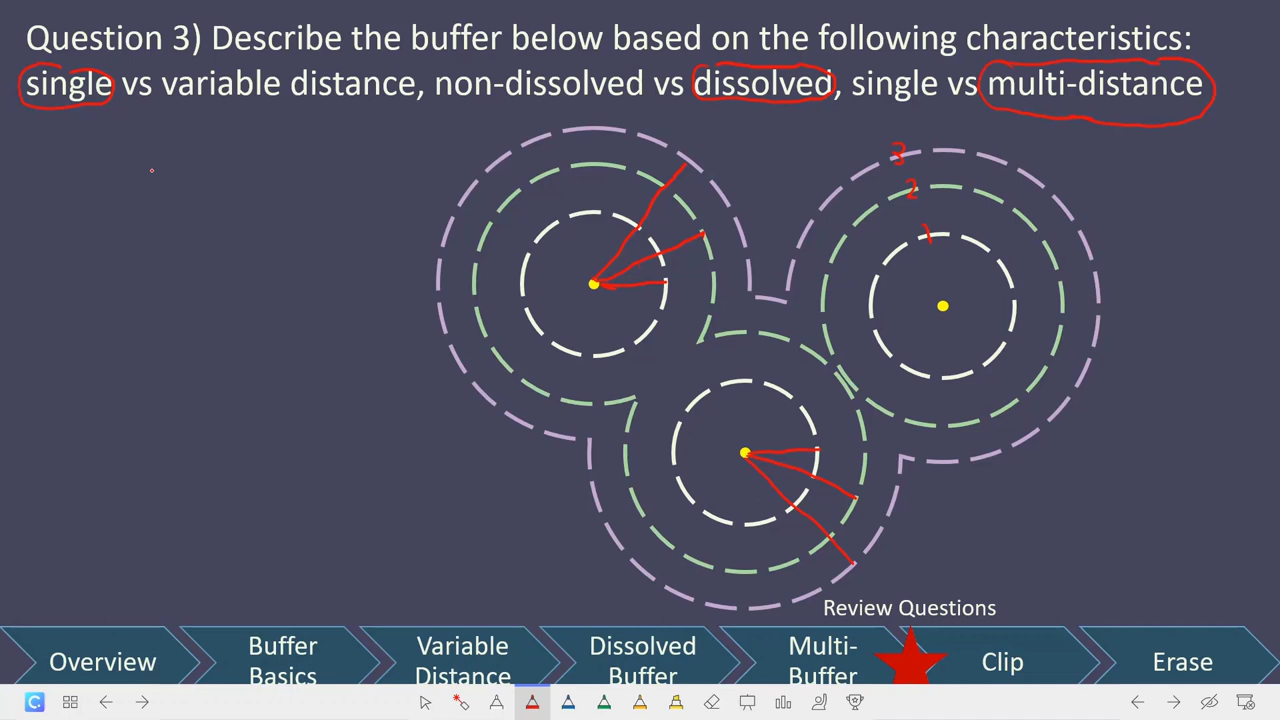 Question 3) Describe the buffer below based on the following characteristics:
single vs variable distance, non-dissolved vs dissolved, single vs multi-distance
3
2
1
Review Questions
Overview
Buffer
Basics
Variable
Distance
Dissolved
Buffer
Multi-
Buffer
Clip
Erase